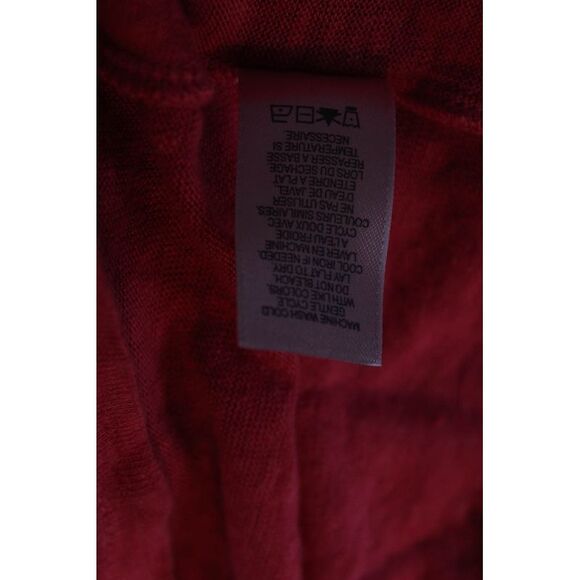 MACHINE WASH COLD
GENTLE CYCLE
WITH LIKE COLORS.
DO NOT BLEACH.
LAY FLAT TO DRY
COOL IRON IF NEEDED.
LAVER EN MACHINE
A L'EAU FROIDE
CYCLE DOUX AVEC
COULEURS SIMILAIRES.
NE PAS UTILISER
D'EAU DE JAVEL.
ETENDRE A PLAT
LORS DU SECHAGE
REPASSER A BASSE
TEMPERATURE SI
NECESSAIRE